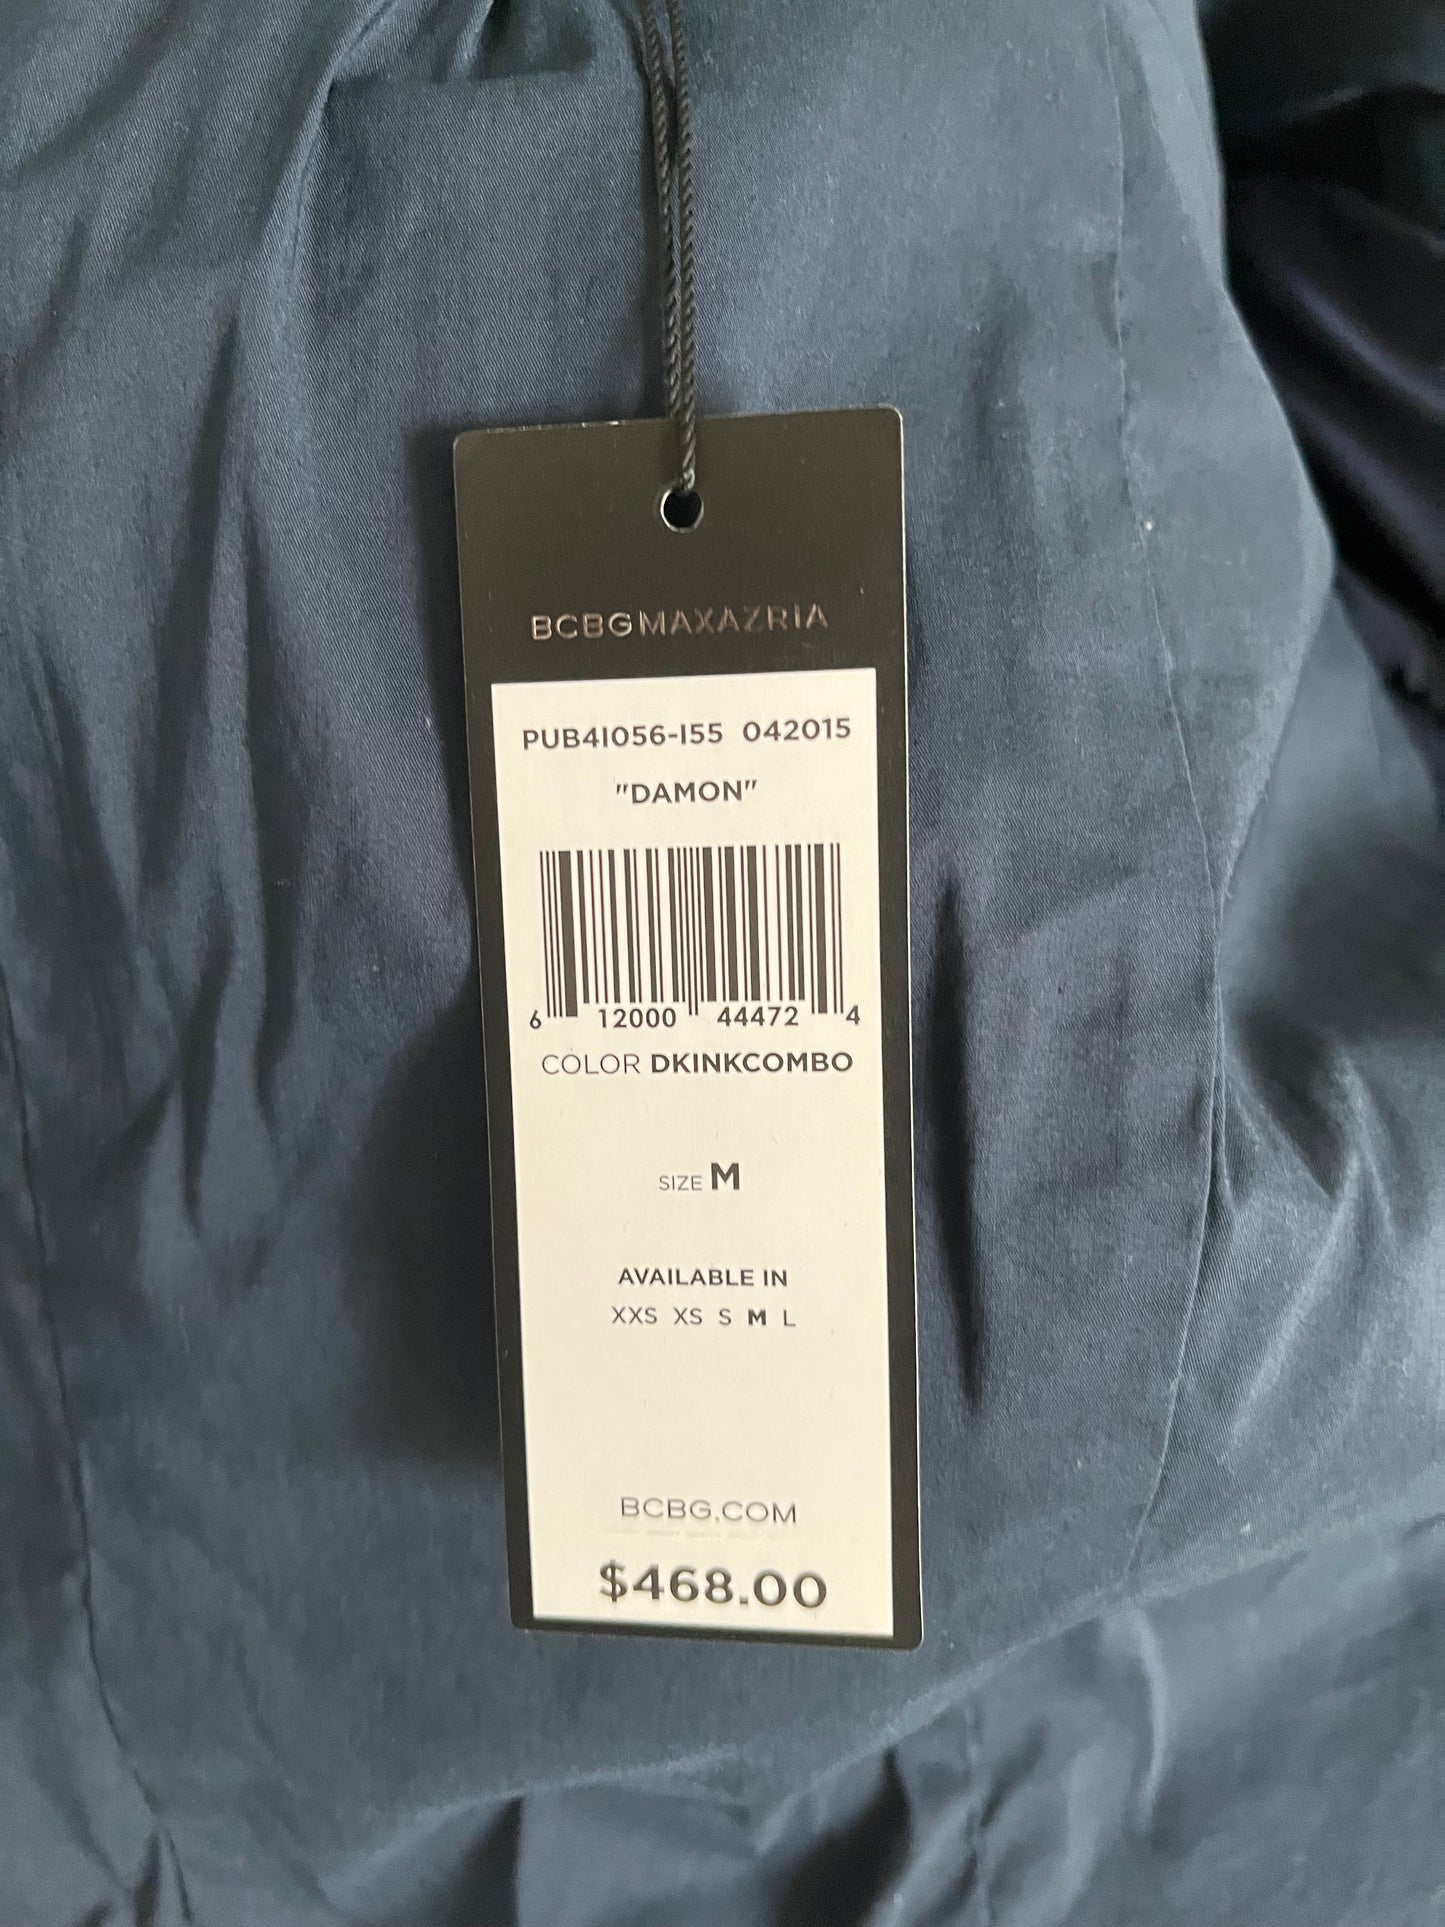 BCBGMAXAZRIA
PUB4I056-I55 042015
"DAMON"
6 12000 44472 4
COLOR DKINKCOMBO
SIZE M
AVAILABLE IN
XXS XS S M L
BCBG.COM
$468.00